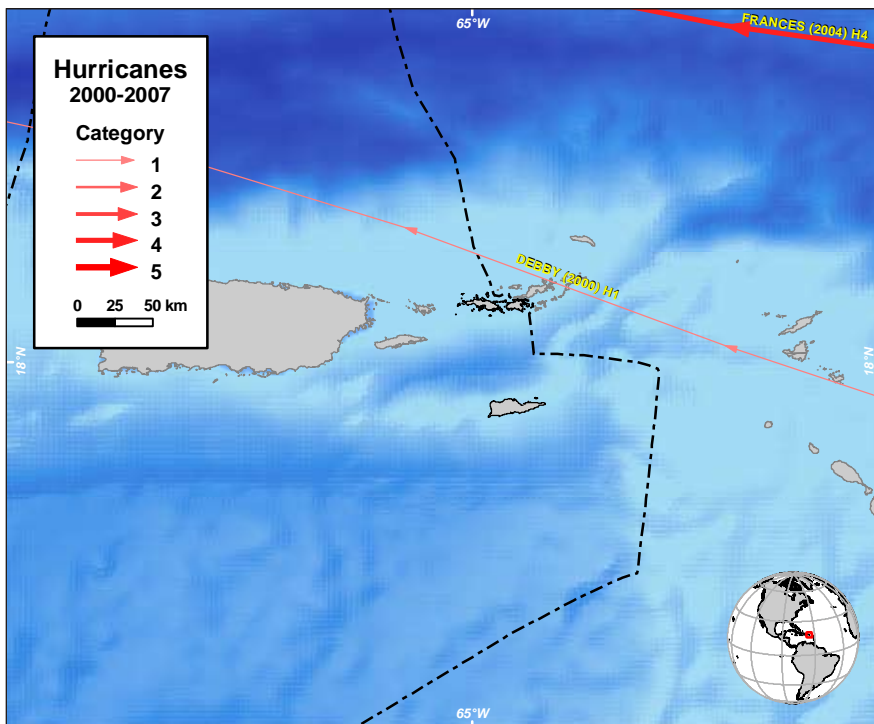 65°W
FRANCES (2004) H4
Hurricanes
2000-2007
Category
1
2
3
4
5
0 25 50 km
DEBBY (2000) H1
18°N
18°N
65°W